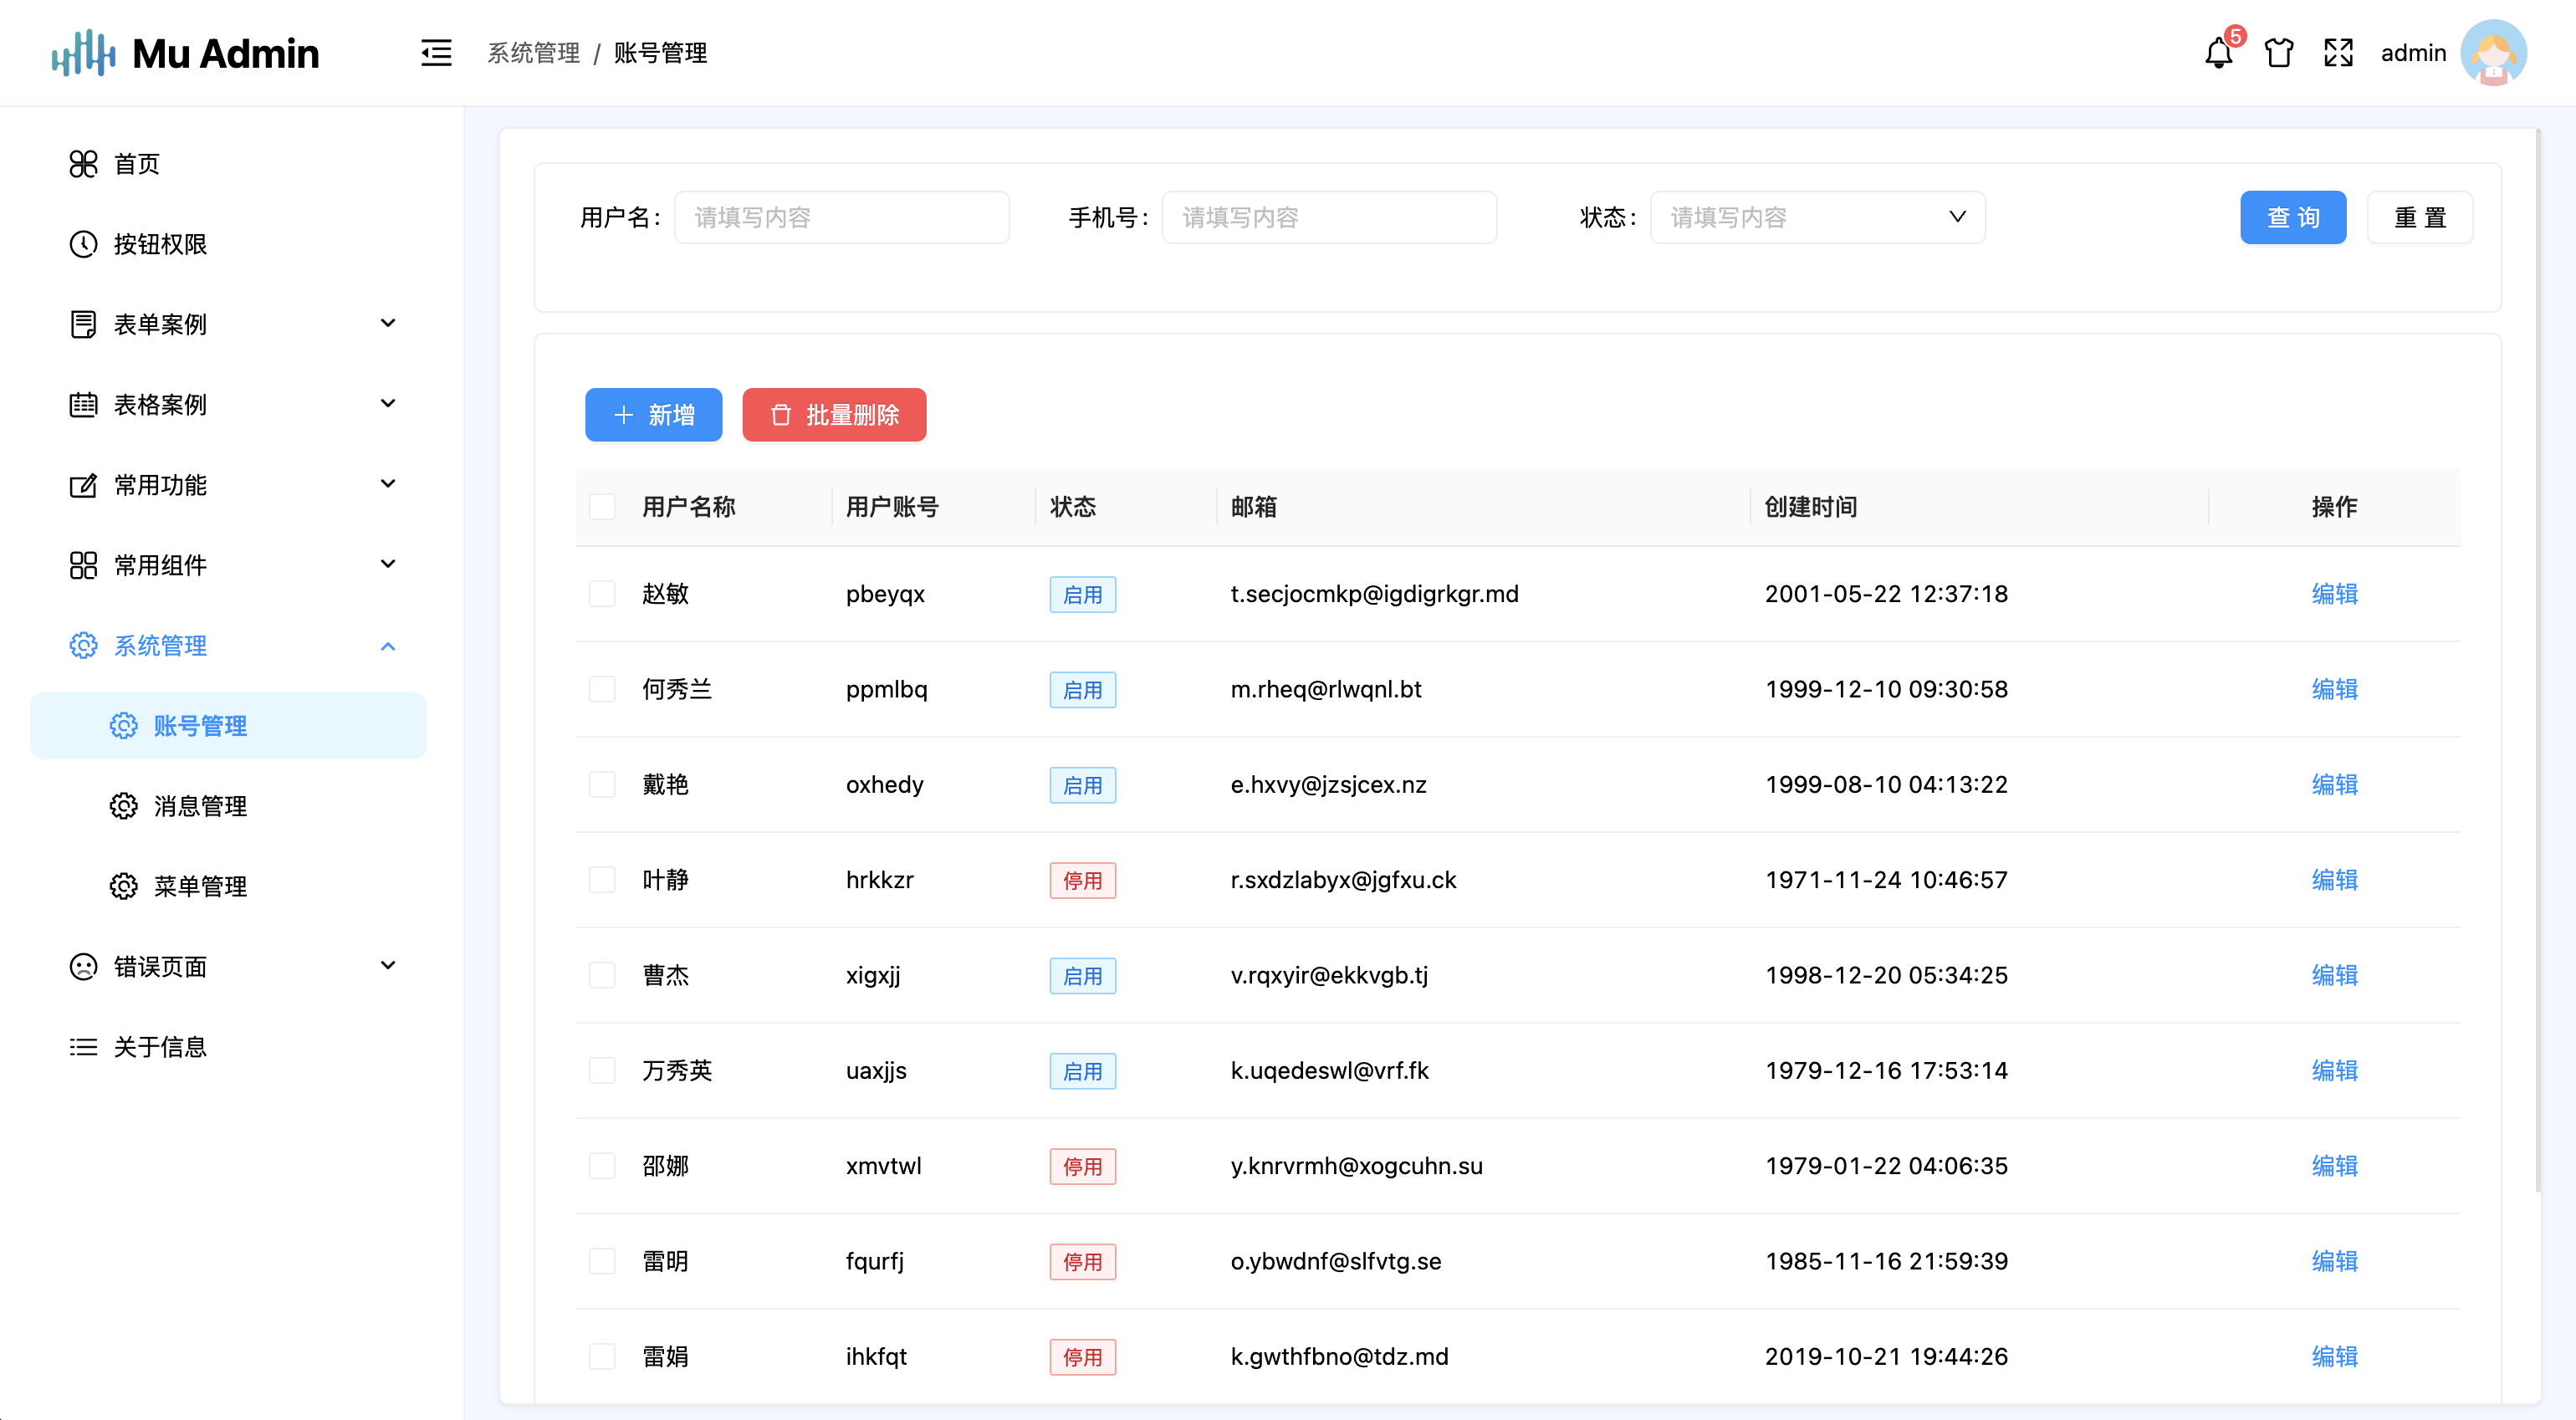 Mu Admin
系统管理 / 账号管理
5
admin
首页
按钮权限
表单案例
表格案例
常用功能
常用组件
系统管理
账号管理
消息管理
菜单管理
错误页面
关于信息
用户名： 请填写内容 手机号： 请填写内容 状态： 请填写内容 查 询 重 置
新增 批量删除
用户名称 用户账号 状态 邮箱 创建时间 操作
赵敏 pbeyqx 启用 t.secjocmkp@igdigrkgr.md 2001-05-22 12:37:18 编辑
何秀兰 ppmlbq 启用 m.rheq@rlwqnl.bt 1999-12-10 09:30:58 编辑
戴艳 oxhedy 启用 e.hxvy@jzsjcex.nz 1999-08-10 04:13:22 编辑
叶静 hrkkzr 停用 r.sxdzlabyx@jgfxu.ck 1971-11-24 10:46:57 编辑
曹杰 xigxjj 启用 v.rqxyir@ekkvgb.tj 1998-12-20 05:34:25 编辑
万秀英 uaxjjs 启用 k.uqedeswl@vrf.fk 1979-12-16 17:53:14 编辑
邵娜 xmvtwl 停用 y.knrvrmh@xogcuhn.su 1979-01-22 04:06:35 编辑
雷明 fqurfj 停用 o.ybwdnf@slfvtg.se 1985-11-16 21:59:39 编辑
雷娟 ihkfqt 停用 k.gwthfbno@tdz.md 2019-10-21 19:44:26 编辑